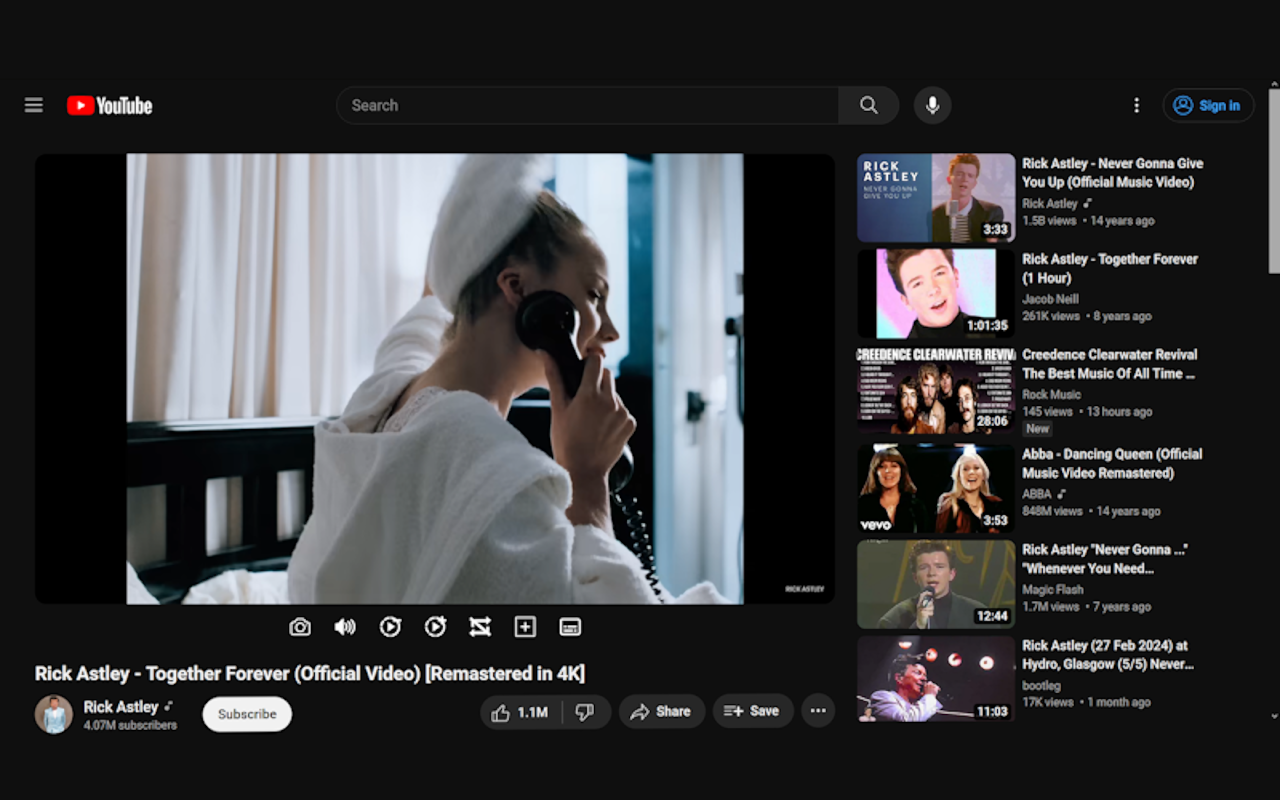 YouTube
Search
Sign in
RICK ASTLEY
Rick Astley - Together Forever (Official Video) [Remastered in 4K]
Rick Astley
4.07M subscribers
Subscribe
1.1M
Share
Save
RICK
ASTLEY
NEVER GONNA
GIVE YOU UP
3:33
Rick Astley - Never Gonna Give
You Up (Official Music Video)
Rick Astley
1.5B views • 14 years ago
1:01:35
Rick Astley - Together Forever
(1 Hour)
Jacob Neill
261K views • 8 years ago
CREEDENCE CLEARWATER REVIV
28:06
Creedence Clearwater Revival
The Best Music Of All Time ...
Rock Music
145 views • 13 hours ago
New
vevo
3:53
Abba - Dancing Queen (Official
Music Video Remastered)
ABBA
848M views • 14 years ago
12:44
Rick Astley "Never Gonna ..."
"Whenever You Need...
Magic Flash
1.7M views • 7 years ago
11:03
Rick Astley (27 Feb 2024) at
Hydro, Glasgow (5/5) Never...
bootleg
17K views • 1 month ago